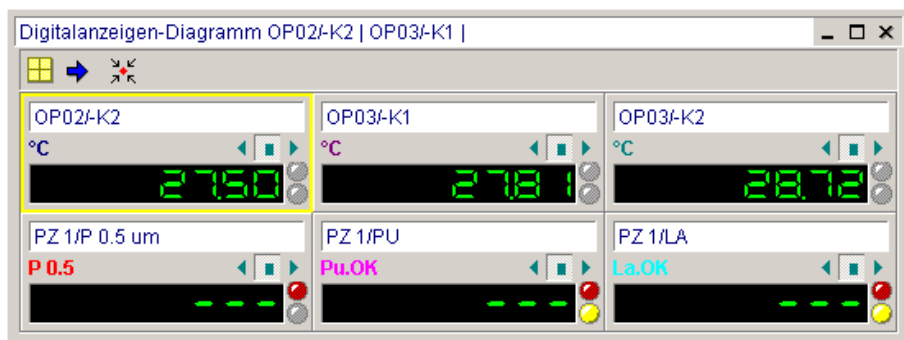 Digitalanzeigen-Diagramm OP02/-K2 | OP03/-K1 |
OP02/-K2
OP03/-K1
OP03/-K2
°C
°C
°C
27.50
27.81
28.72
PZ 1/P 0.5 um
PZ 1/PU
PZ 1/LA
P 0.5
Pu.OK
La.OK
---
---
---